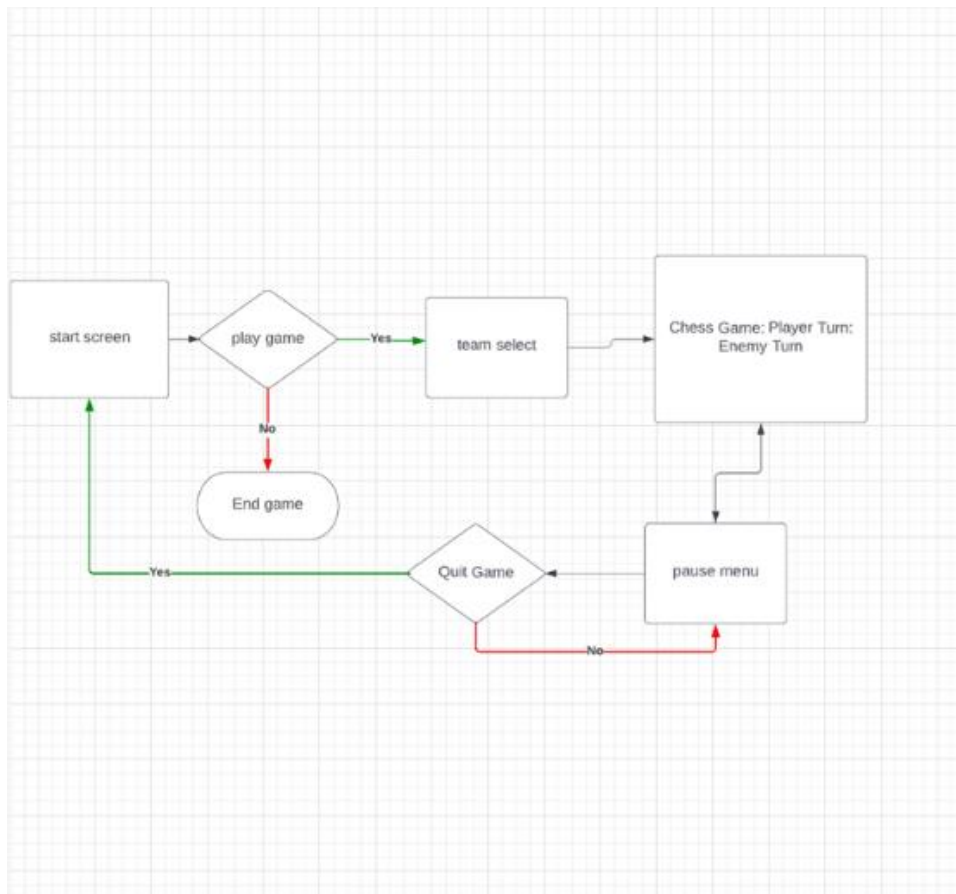 start screen
play game
Yes
team select
Chess Game: Player Turn:
Enemy Turn
No
End game
Yes
Quit Game
pause menu
No